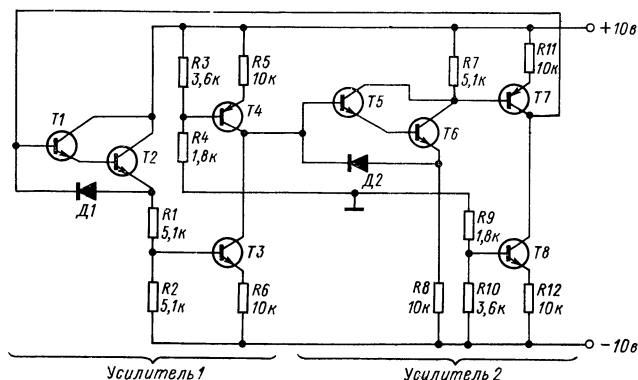 +10в
R3
3,6к
R5
10к
R7
5,1к
R11
10к
T1
T2
T4
T5
T6
T7
R4
1,8к
Д1
Д2
R1
5,1к
R9
1,8к
T3
T8
R2
5,1к
R6
10к
R8
10к
R10
3,6к
R12
10к
-10в
Усилитель 1
Усилитель 2